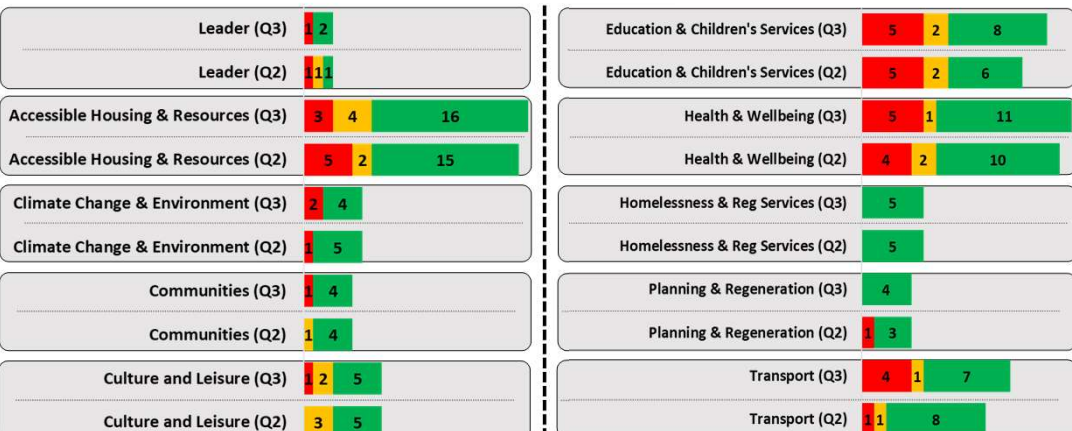 Leader (Q3) 1 2
Leader (Q2) 1 1 1
Accessible Housing & Resources (Q3) 3 4 16
Accessible Housing & Resources (Q2) 5 2 15
Climate Change & Environment (Q3) 2 4
Climate Change & Environment (Q2) 1 5
Communities (Q3) 1 4
Communities (Q2) 1 4
Culture and Leisure (Q3) 1 2 5
Culture and Leisure (Q2) 3 5
Education & Children's Services (Q3) 5 2 8
Education & Children's Services (Q2) 5 2 6
Health & Wellbeing (Q3) 5 1 11
Health & Wellbeing (Q2) 4 2 10
Homelessness & Reg Services (Q3) 5
Homelessness & Reg Services (Q2) 5
Planning & Regeneration (Q3) 4
Planning & Regeneration (Q2) 1 3
Transport (Q3) 4 1 7
Transport (Q2) 1 1 8